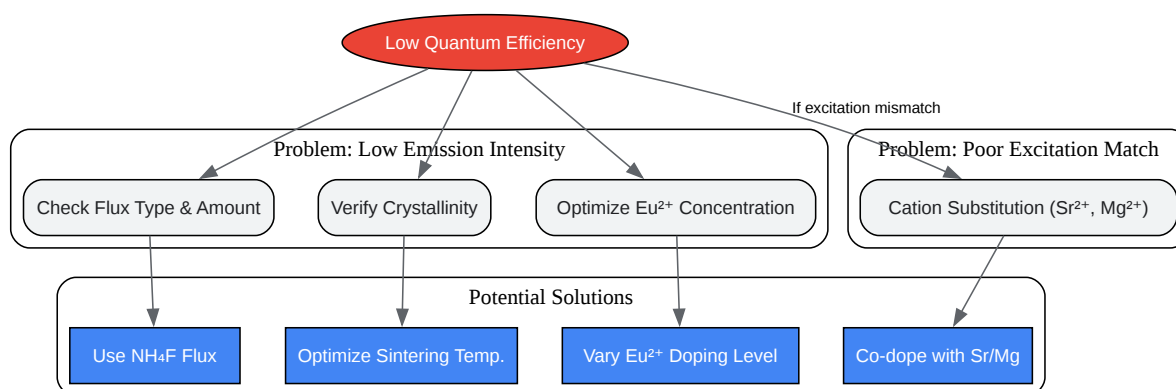 Low Quantum Efficiency
If excitation mismatch
Problem: Low Emission Intensity
Problem: Poor Excitation Match
Check Flux Type & Amount
Verify Crystallinity
Optimize Eu²⁺ Concentration
Cation Substitution (Sr²⁺, Mg²⁺)
Potential Solutions
Use NH₄F Flux
Optimize Sintering Temp.
Vary Eu²⁺ Doping Level
Co-dope with Sr/Mg